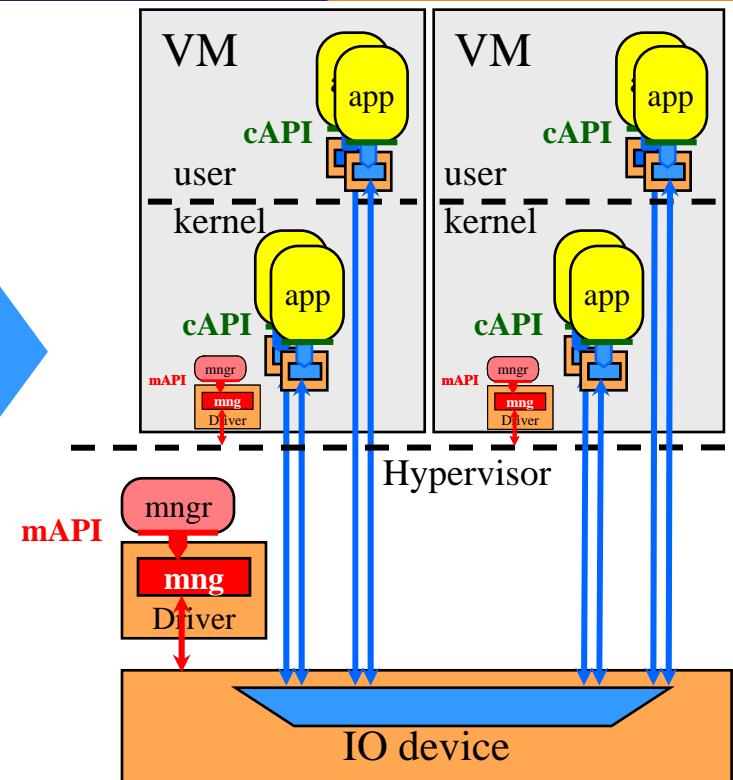 VM
app
cAPI
user
kernel
app
cAPI
mngr
mAPI
mng
Driver
VM
app
cAPI
user
kernel
app
cAPI
mngr
mAPI
mng
Driver
Hypervisor
mngr
mAPI
mng
Driver
IO device